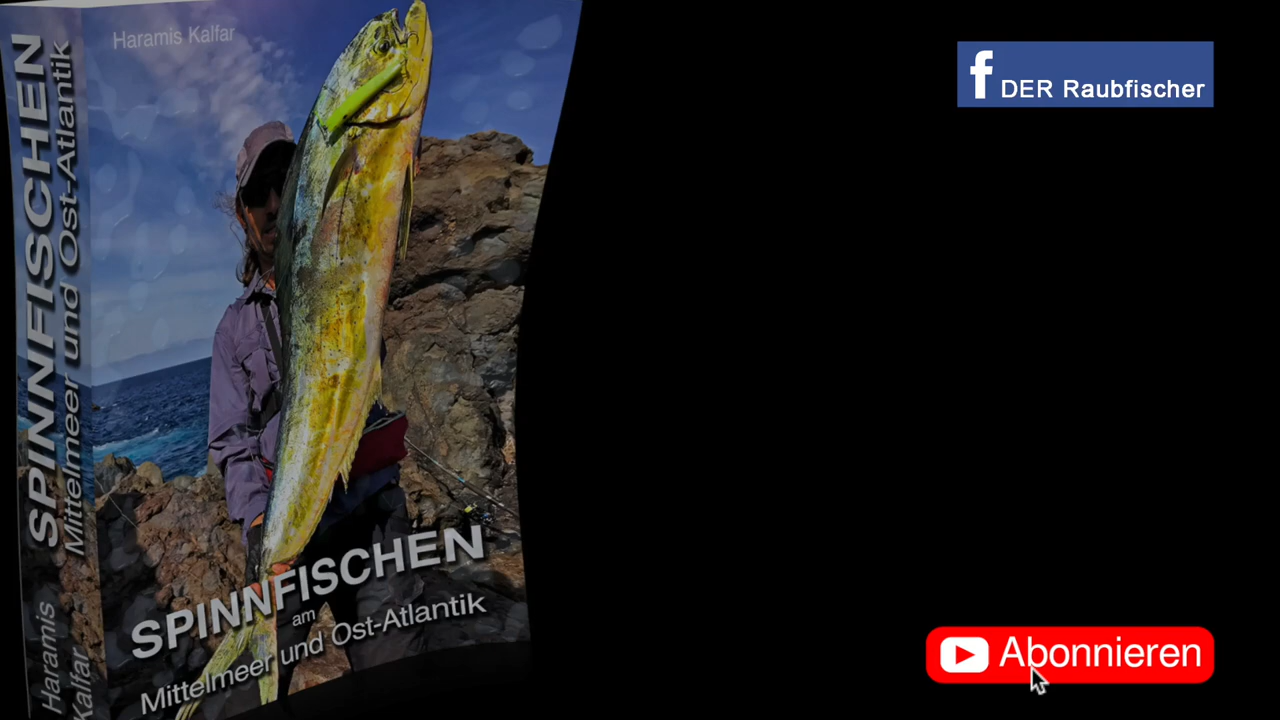 SPINNFISCHEN
Mittelmeer und Ost-Atlantik
Haramis
Kalfar
Haramis Kalfar
SPINNFISCHEN
am
Mittelmeer und Ost-Atlantik
f DER Raubfischer
Abonnieren